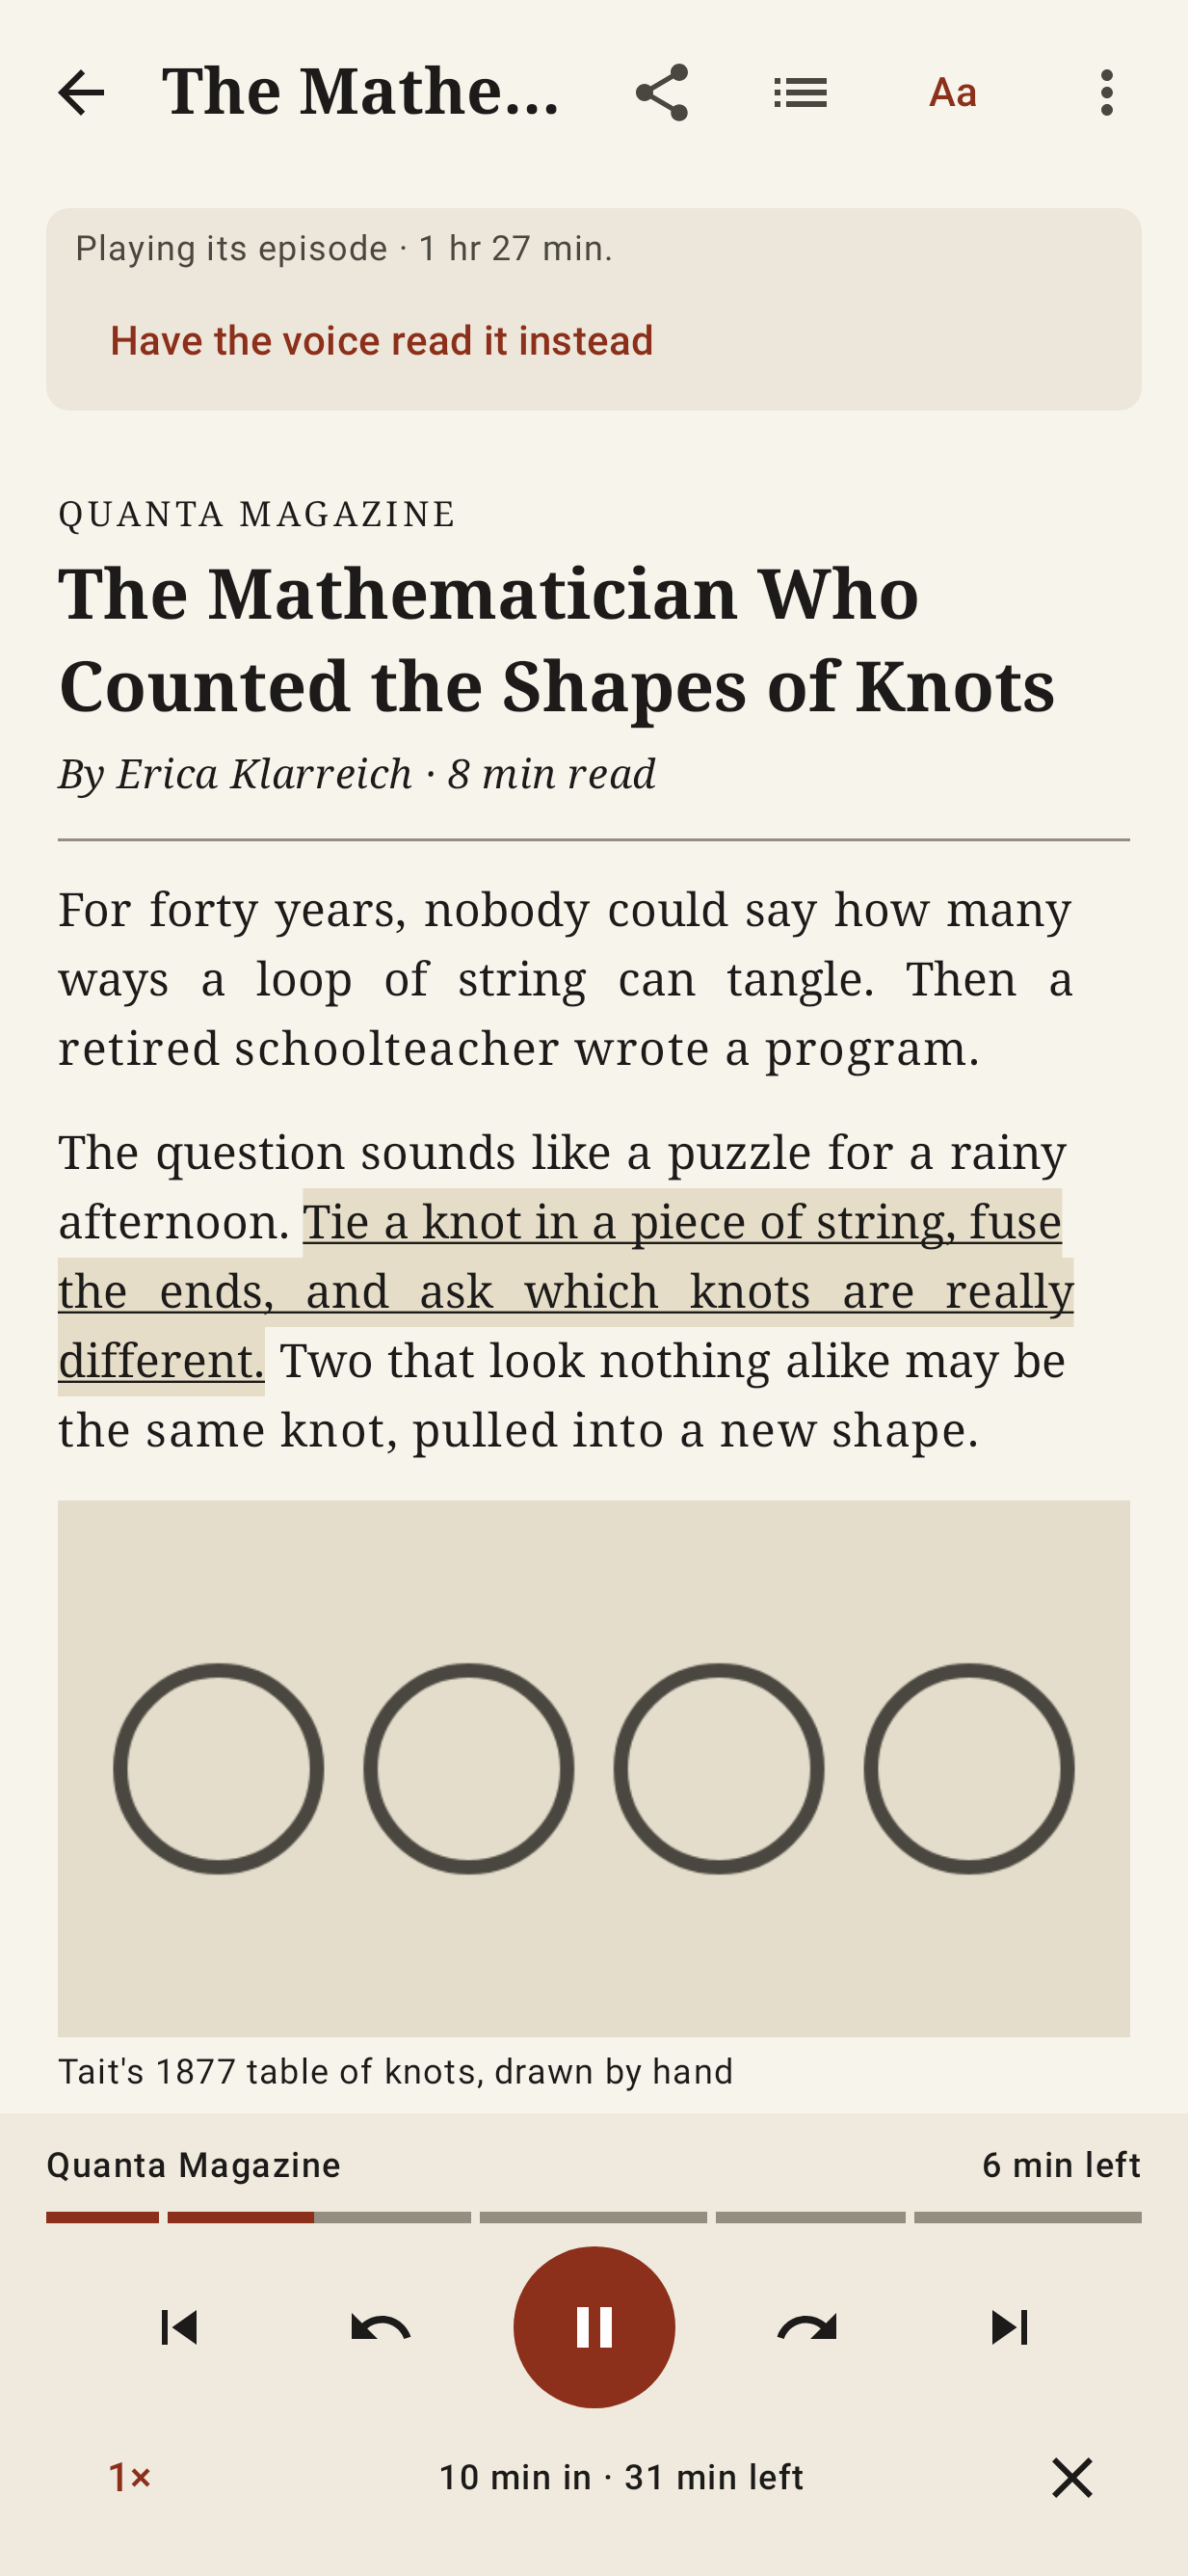 The Mathe...
Aa
Playing its episode · 1 hr 27 min.
Have the voice read it instead
QUANTA MAGAZINE
The Mathematician Who
Counted the Shapes of Knots
By Erica Klarreich · 8 min read
For forty years, nobody could say how many
ways a loop of string can tangle. Then a
retired schoolteacher wrote a program.
The question sounds like a puzzle for a rainy
afternoon. Tie a knot in a piece of string, fuse
the ends, and ask which knots are really
different. Two that look nothing alike may be
the same knot, pulled into a new shape.
Tait's 1877 table of knots, drawn by hand
Quanta Magazine
6 min left
1×
10 min in · 31 min left